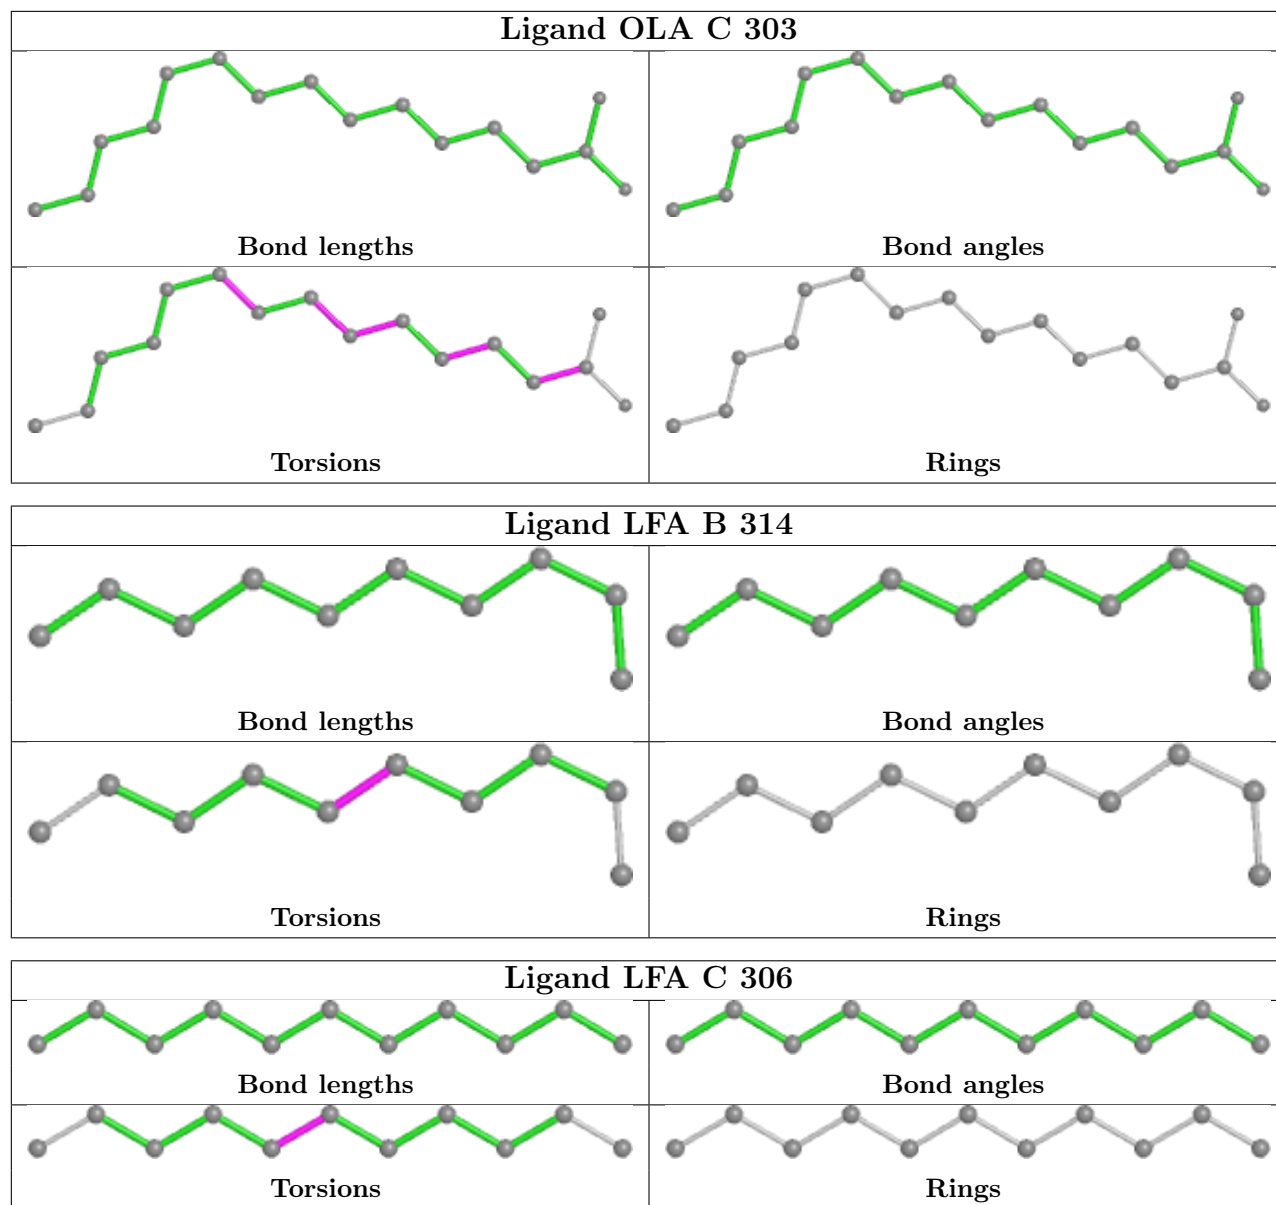 Ligand OLA C 303
Bond lengths
Bond angles
Torsions
Rings
Ligand LFA B 314
Bond lengths
Bond angles
Torsions
Rings
Ligand LFA C 306
Bond lengths
Bond angles
Torsions
Rings